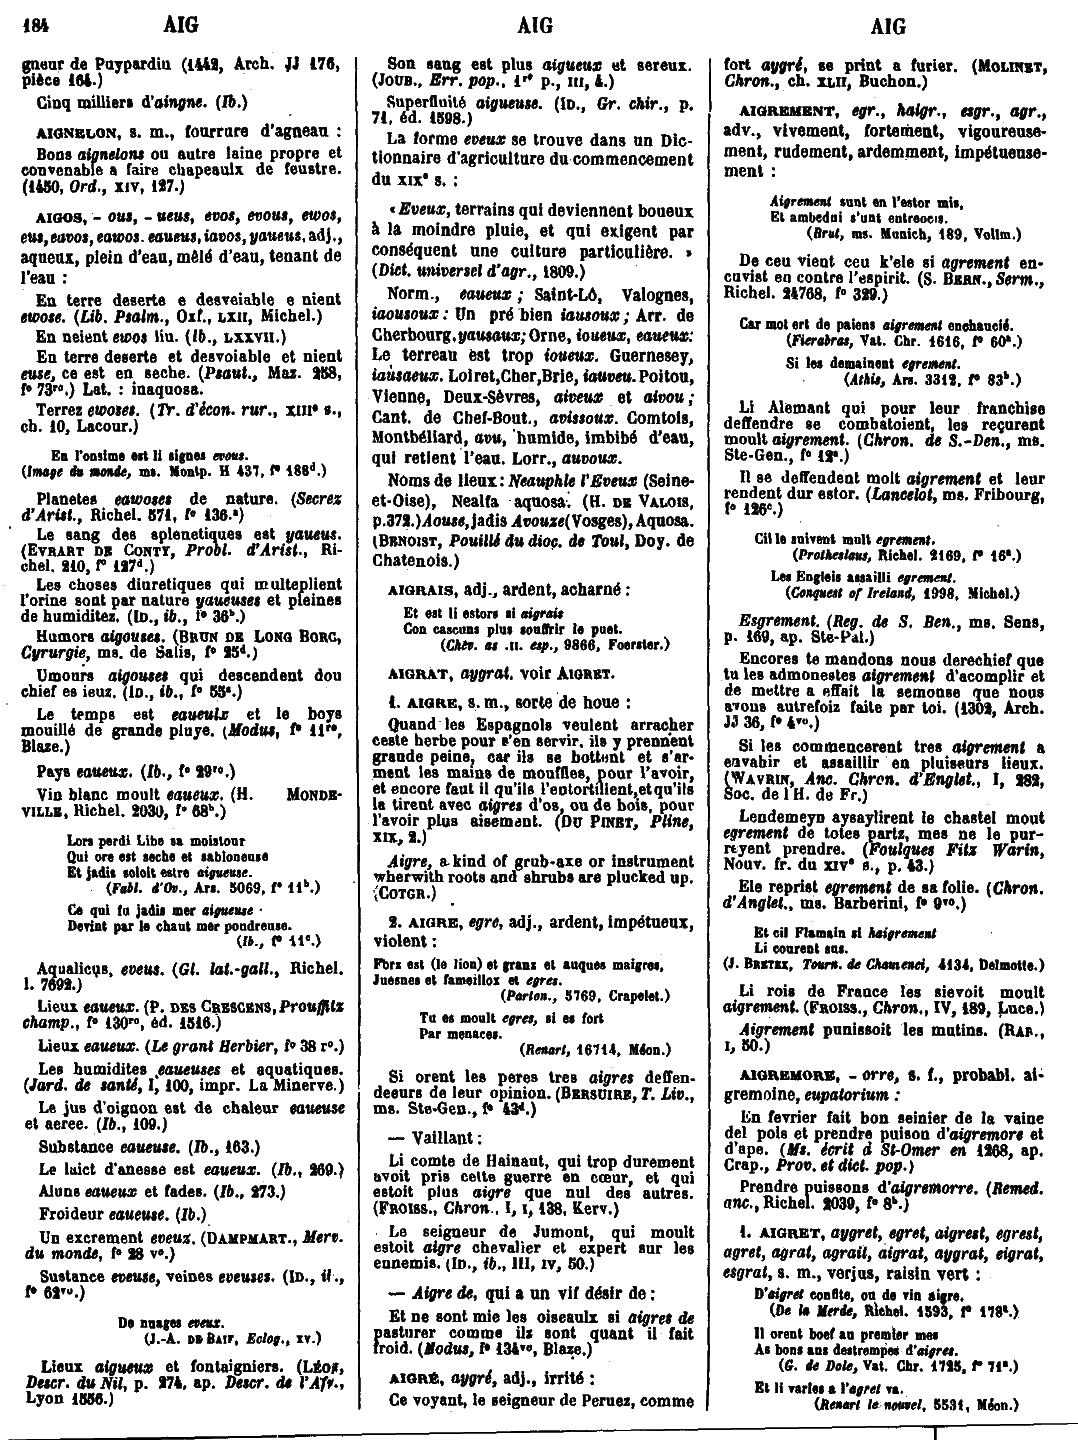 184 AIG AIG AIG
gneur de Puypardin (1442, Arch. JJ 176,
pièce 164.)
Cinq milliers d'aingne. (Ib.)
AIGNELON, s. m., fourrure d'agneau :
Bons aignelons ou autre laine propre et
convenable a faire chapeaulx de feustre.
(1450, Ord., XIV, 127.)
AIGOS, - ous, - ueus, evos, evous, ewos,
eus, eavos, eawos. eaueus, iavos, yaueus, adj.,
aqueux, plein d'eau, mêlé d'eau, tenant de
l'eau :
En terre deserte e desveiable e nient
ewose. (Lib. Psalm., Oxf., LXII, Michel.)
En neient ewos liu. (Ib., LXXVII.)
En terre deserte et desvoiable et nient
euse, ce est en seche. (Psaut., Maz. 258,
f° 73ro.) Lat. : inaquosa.
Terrez ewozes. (Tr. d'écon. rur., XIIIe s.,
ch. 10, Lacour.)
En l'onsime est li signes evous.
(Image du monde, ms. Montp. H 437, f° 188d.)
Planetes eawoses de nature. (Secrez
d'Arist., Richel. 571, f° 136.a)
Le sang des splenetiques est yaueus.
(EVRART DE CONTY, Probl. d'Arist., Ri-
chel. 210, f° 127d.)
Les choses diuretiques qui multeplient
l'orine sont par nature yaueuses et pleines
de humiditez. (ID., ib., f° 36b.)
Humors aigouses. (BRUN DE LONG BORC,
Cyrurgie, ms. de Salis, f° 25d.)
Umours aigouses qui descendent dou
chief es ieuz. (ID., ib., f° 55a.)
Le temps est eaueulx et le boys
mouillé de grande pluye. (Modus, f° 11ro,
Blaze.)
Pays eaueux. (Ib., f° 29ro.)
Vin blanc moult eaueux. (H. MONDE-
VILLE, Richel. 2030, f° 68b.)
Lors perdi Libe sa moistour
Qui ore est seche et sabloneuse
Et jadis soloit estre aigueuse.
(Fabl. d'Ov., Ars. 5069, f° 11b.)
Ce qui fu jadis mer aigueuse
Devint par le chaut mer poudreuse.
(Ib., f° 11c.)
Aqualicus, eveus. (Gl. lat.-gall., Richel.
l. 7692.)
Lieux eaueux. (P. DES CRESCENS, Prouffitz
champ., f° 130ro, éd. 1516.)
Lieux eaueux. (Le grant Herbier, f° 38 r°.)
Les humidites eaueuses et aquatiques.
(Jard. de santé, I, 100, impr. La Minerve.)
Le jus d'oignon est de chaleur eaueuse
et aeree. (Ib., 109.)
Substance eaueuse. (Ib., 163.)
Le laict d'anesse est eaueux. (Ib., 269.)
Aluns eaueux et fades. (Ib., 273.)
Froideur eaueuse. (Ib.)
Un excrement eveux. (DAMPMART., Merv.
du monde, f° 28 v°.)
Sustance eveuse, veines eveuses. (ID., ib.,
f° 62vo.)
De nuages eveux.
(J.-A. DE BAIF, Eclog., XV.)
Lieux aigueux et fontaigniers. (LÉON,
Descr. du Nil, p. 274, ap. Descr. de l'Afr.,
Lyon 1556.)
Son sang est plus aigueux et sereux.
(JOUB., Err. pop., 1re p., III, 4.)
Superfluité aigueuse. (ID., Gr. chir., p.
71, éd. 1598.)
La forme eveux se trouve dans un Dic-
tionnaire d'agriculture du commencement
du XIXe s. :
« Eveux, terrains qui deviennent boueux
à la moindre pluie, et qui exigent par
conséquent une culture particulière. »
(Dict. universel d'agr., 1809.)
Norm., eaueux ; Saint-Lô, Valognes,
iaousoux : Un pré bien iausoux ; Arr. de
Cherbourg, yausaux ; Orne, ioueux, eaueux :
Le terreau est trop ioueux. Guernesey,
iaùsaeux. Loiret, Cher, Brie, iauveu. Poitou,
Vienne, Deux-Sèvres, aiveux et aivou ;
Cant. de Chef-Bout., avissoux. Comtois,
Montbéliard, avu, humide, imbibé d'eau,
qui retient l'eau. Lorr., auvoux.
Noms de lieux : Neauphle l'Eveux (Seine-
et-Oise), Nealfa aquosa. (H. DE VALOIS,
p. 372.) Aouse, jadis Avouze (Vosges), Aquosa.
(BENOIST, Pouillé du dioc. de Toul, Doy. de
Chatenois.)
AIGRAIS, adj., ardent, acharné :
Et est li estors si aigrais
Con cascuns plus souffrir le puet.
(Chev. as .II. esp., 9866, Foerster.)
AIGRAT, aygrat. voir AIGRET.
1. AIGRE, s. m., sorte de houe :
Quand les Espagnols veulent arracher
ceste herbe pour s'en servir, ils y prennent
grande peine, car ils se bottent et s'ar-
ment les mains de mouffles, pour l'avoir,
et encore faut il qu'ils l'entortillent, et qu'ils
la tirent avec aigres d'os, ou de bois, pour
l'avoir plus aisement. (DU PINET, Pline,
XIX, 2.)
Aigre, a kind of grub-axe or instrument
wherwith roots and shrubs are plucked up.
(COTGR.)
2. AIGRE, egre, adj., ardent, impétueux,
violent :
Forz est (le lion) et granz et auques maigres,
Juesnes et fameilloz et egres.
(Parton., 5769, Crapelet.)
Tu es moult egres, si es fort
Par menaces.
(Renart, 16714, Méon.)
Si orent les peres tres aigres deffen-
deeurs de leur opinion. (BERSUIRE, T. Liv.,
ms. Ste-Gen., f° 43d.)
— Vaillant :
Li comte de Hainaut, qui trop durement
avoit pris celte guerre en cœur, et qui
estoit plus aigre que nul des autres.
(FROISS., Chron., I, I, 138, Kerv.)
Le seigneur de Jumont, qui moult
estoit aigre chevalier et expert sur les
ennemis. (ID., ib., III, IV, 50.)
— Aigre de, qui a un vif désir de :
Et ne sont mie les oiseaulx si aigres de
pasturer comme ilz sont quant il fait
froid. (Modus, f° 134vo, Blaze.)
AIGRÉ, aygré, adj., irrité :
Ce voyant, le seigneur de Peruez, comme
fort aygré, se print a furier. (MOLINET,
Chron., ch. XLII, Buchon.)
AIGREMENT, egr., haigr., esgr., agr.,
adv., vivement, fortement, vigoureuse-
ment, rudement, ardemment, impétueuse-
ment :
Aigrement sunt en l'estor mis,
Et ambedui s'unt entreocis.
(Brut, ms. Munich, 189, Vollm.)
De ceu vient ceu k'ele si agrement en-
cuvist en contre l'espirit. (S. BERN., Serm.,
Richel. 24768, f° 329.)
Car mot ert de paiens aigrement enchaucié.
(Fierabras, Vat. Chr. 1616, f° 60a.)
Si les demainent egrement.
(Athis, Ars. 3312, f° 83b.)
Li Alemant qui pour leur franchise
deffendre se combatoient, les reçurent
moult aigrement. (Chron. de S.-Den., ms.
Ste-Gen., f° 12a.)
Il se deffendent molt aigrement et leur
rendent dur estor. (Lancelot, ms. Fribourg,
f° 126c.)
Cil le suivent mult egrement.
(Protheslaus, Richel. 2169, f° 16a.)
Les Engleis assailli egrement.
(Conquest of Ireland, 1998, Michel.)
Esgrement. (Reg. de S. Ben., ms. Sens,
p. 169, ap. Ste-Pal.)
Encores te mandons nous derechief que
tu les admonestes aigrement d'acomplir et
de mettre a effait la semonse que nous
avons autrefoiz faite par toi. (1302, Arch.
JJ 36, f° 4vo.)
Si les commencerent tres aigrement a
envahir et assaillir en pluiseurs lieux.
(WAVRIN, Anc. Chron. d'Englet., I, 282,
Soc. de l'H. de Fr.)
Lendemeyn aysaylirent le chastel mout
egrement de totes partz, mes ne le pur-
reyent prendre. (Foulques Fitz Warin,
Nouv. fr. du XIVe s., p. 43.)
Ele reprist egrement de sa folie. (Chron.
d'Anglet., ms. Barberini, f° 9vo.)
Et cil Flamain si haigrement
Li courent sus.
(J. BRETEX, Tourn. de Chauvenci, 4134, Delmotte.)
Li rois de France les sievoit moult
aigrement. (FROISS., Chron., IV, 189, Luce.)
Aigrement punissoit les mutins. (RAB.,
I, 50.)
AIGREMORE, - orre, s. f., probabl. ai-
gremoine, eupatorium :
En fevrier fait bon seinier de la vaine
del pols et prendre puison d'aigremore et
d'ape. (Ms. écrit à St-Omer en 1268, ap.
Crap., Prov. et dict. pop.)
Prendre puissons d'aigremorre. (Remed.
anc., Richel. 2039, f° 8b.)
1. AIGRET, aygret, egret, aigrest, egrest,
agret, agrat, agrail, aigrat, aygrat, eigrat,
esgrat, s. m., verjus, raisin vert :
D'aigret confite, ou de vin aigre.
(De la Merde, Richel. 1593, f° 178b.)
Il orent boef au premier mes
As bons ans destrempes d'aigres.
(G. de Dole, Vat. Chr. 1725, f° 71a.)
Et li varles a l'agret va.
(Renart le nouvel, 5531, Méon.)